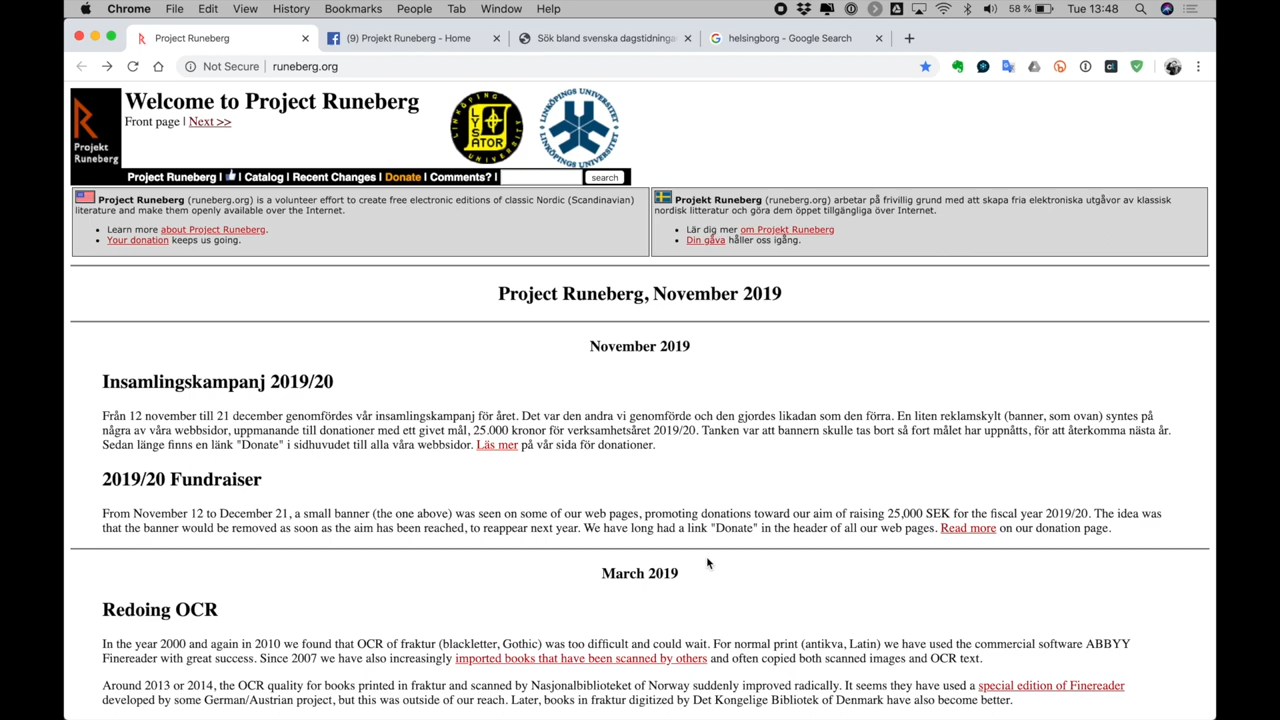 Chrome File Edit View History Bookmarks People Tab Window Help 58 % Tue 13:48
Project Runeberg (9) Projekt Runeberg - Home Sök bland svenska dagstidninga helsingborg - Google Search
Not Secure runeberg.org
Projekt
Runeberg
Welcome to Project Runeberg
Front page | Next >>
LINKÖPING
LYSATOR
UNIVERSITY
LINKÖPINGS UNIVERSITET
LINKÖPINGS UNIVERSITET
Project Runeberg | | Catalog | Recent Changes | Donate | Comments? | search
Project Runeberg (runeberg.org) is a volunteer effort to create free electronic editions of classic Nordic (Scandinavian)
literature and make them openly available over the Internet.
• Learn more about Project Runeberg.
• Your donation keeps us going.
Projekt Runeberg (runeberg.org) arbetar på frivillig grund med att skapa fria elektroniska utgåvor av klassisk
nordisk litteratur och göra dem öppet tillgängliga över Internet.
• Lär dig mer om Projekt Runeberg
• Din gåva håller oss igång.
Project Runeberg, November 2019
November 2019
Insamlingskampanj 2019/20
Från 12 november till 21 december genomfördes vår insamlingskampanj för året. Det var den andra vi genomförde och den gjordes likadan som den förra. En liten reklamskylt (banner, som ovan) syntes på
några av våra webbsidor, uppmanande till donationer med ett givet mål, 25.000 kronor för verksamhetsåret 2019/20. Tanken var att bannern skulle tas bort så fort målet har uppnåtts, för att återkomma nästa år.
Sedan länge finns en länk "Donate" i sidhuvudet till alla våra webbsidor. Läs mer på vår sida för donationer.
2019/20 Fundraiser
From November 12 to December 21, a small banner (the one above) was seen on some of our web pages, promoting donations toward our aim of raising 25,000 SEK for the fiscal year 2019/20. The idea was
that the banner would be removed as soon as the aim has been reached, to reappear next year. We have long had a link "Donate" in the header of all our web pages. Read more on our donation page.
March 2019
Redoing OCR
In the year 2000 and again in 2010 we found that OCR of fraktur (blackletter, Gothic) was too difficult and could wait. For normal print (antikva, Latin) we have used the commercial software ABBYY
Finereader with great success. Since 2007 we have also increasingly imported books that have been scanned by others and often copied both scanned images and OCR text.
Around 2013 or 2014, the OCR quality for books printed in fraktur and scanned by Nasjonalbiblioteket of Norway suddenly improved radically. It seems they have used a special edition of Finereader
developed by some German/Austrian project, but this was outside of our reach. Later, books in fraktur digitized by Det Kongelige Bibliotek of Denmark have also become better.